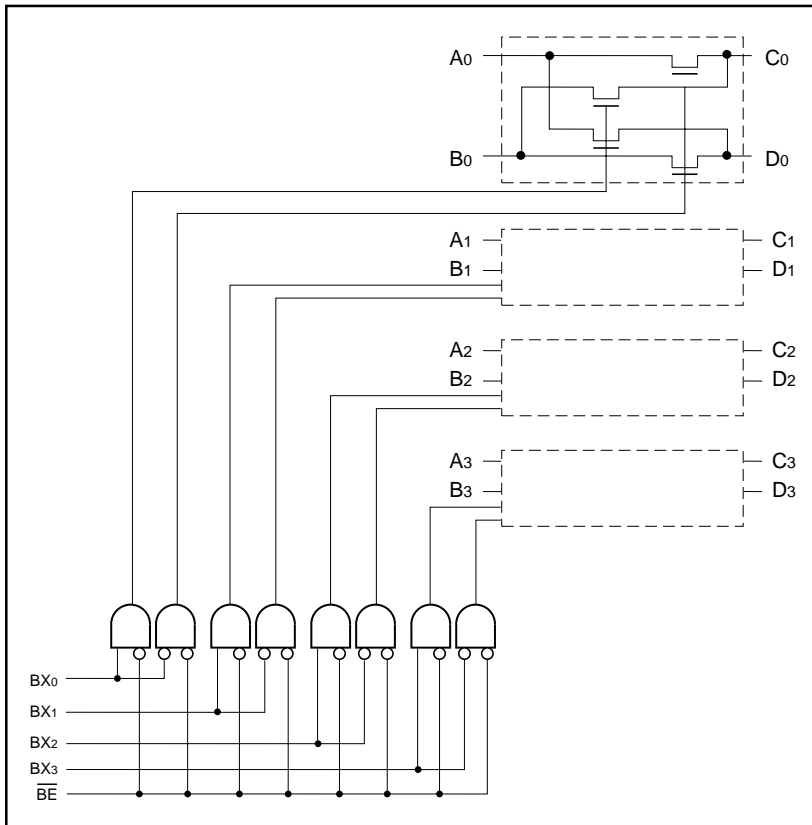 A0 C0
B0 D0
A1 C1
B1 D1
A2 C2
B2 D2
A3 C3
B3 D3
BX0
BX1
BX2
BX3
B̅E̅